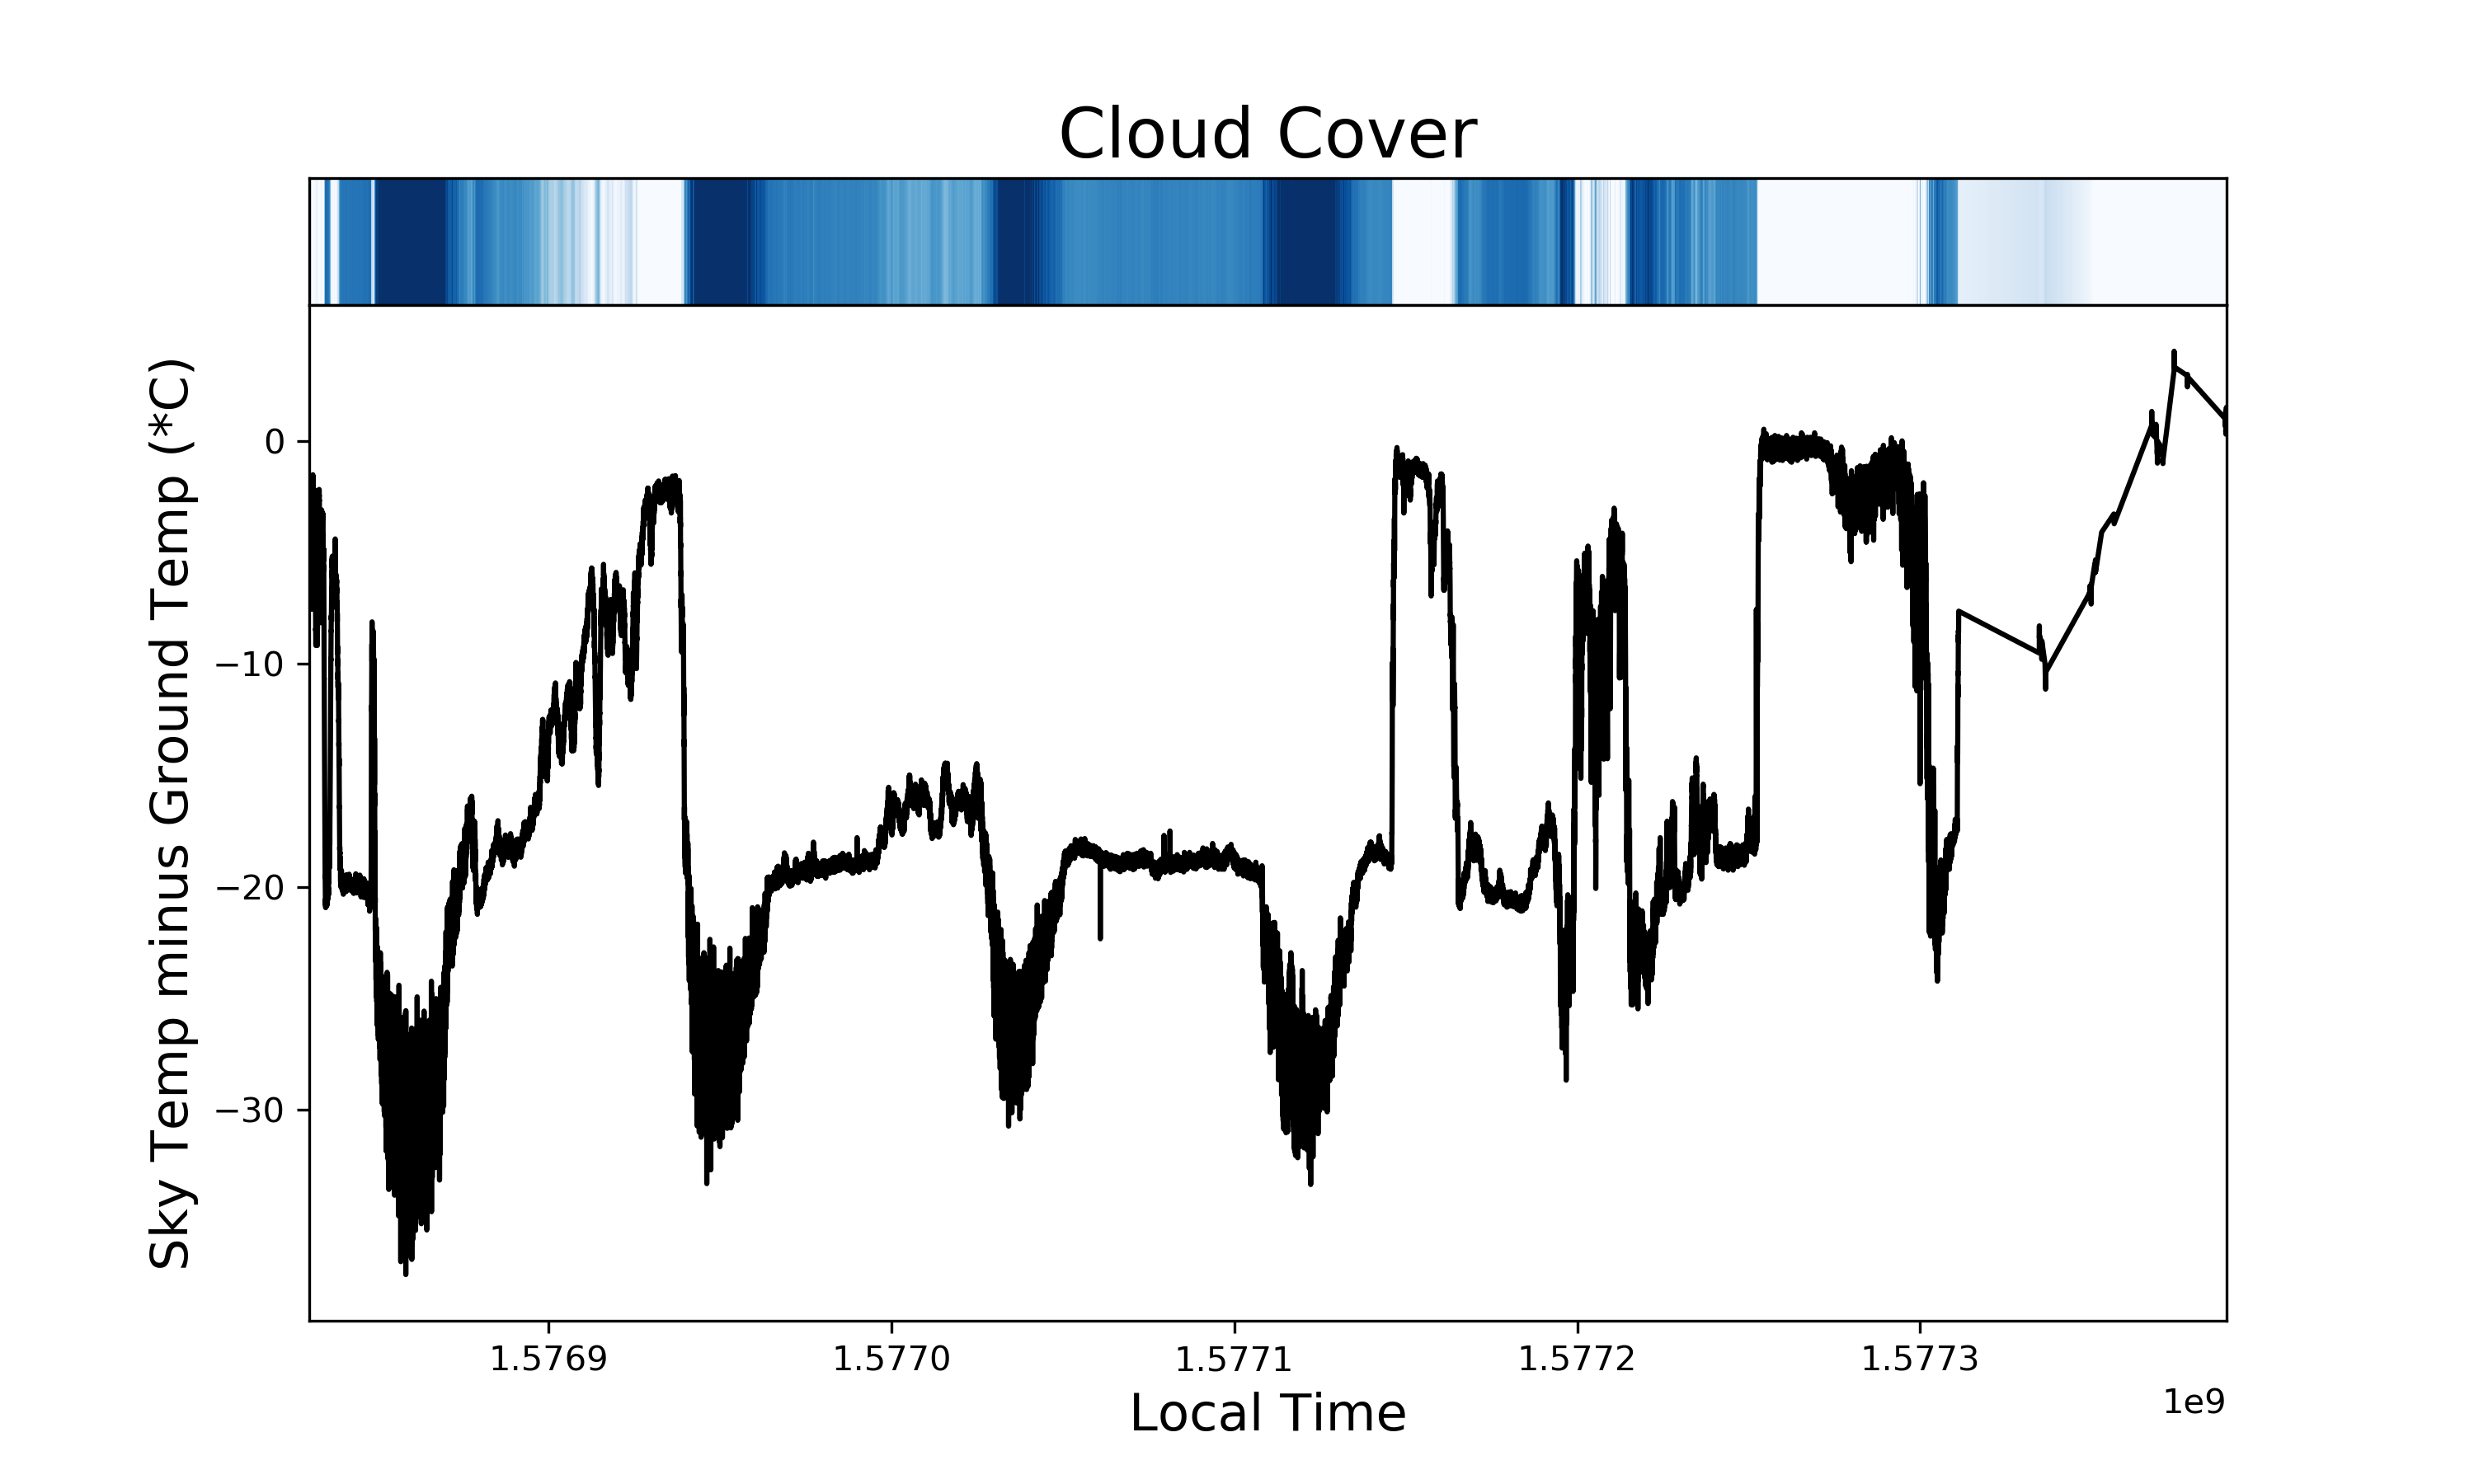 Cloud Cover
Sky Temp minus Ground Temp (*C)
0
−10
−20
−30
1.5769 1.5770 1.5771 1.5772 1.5773
1e9
Local Time